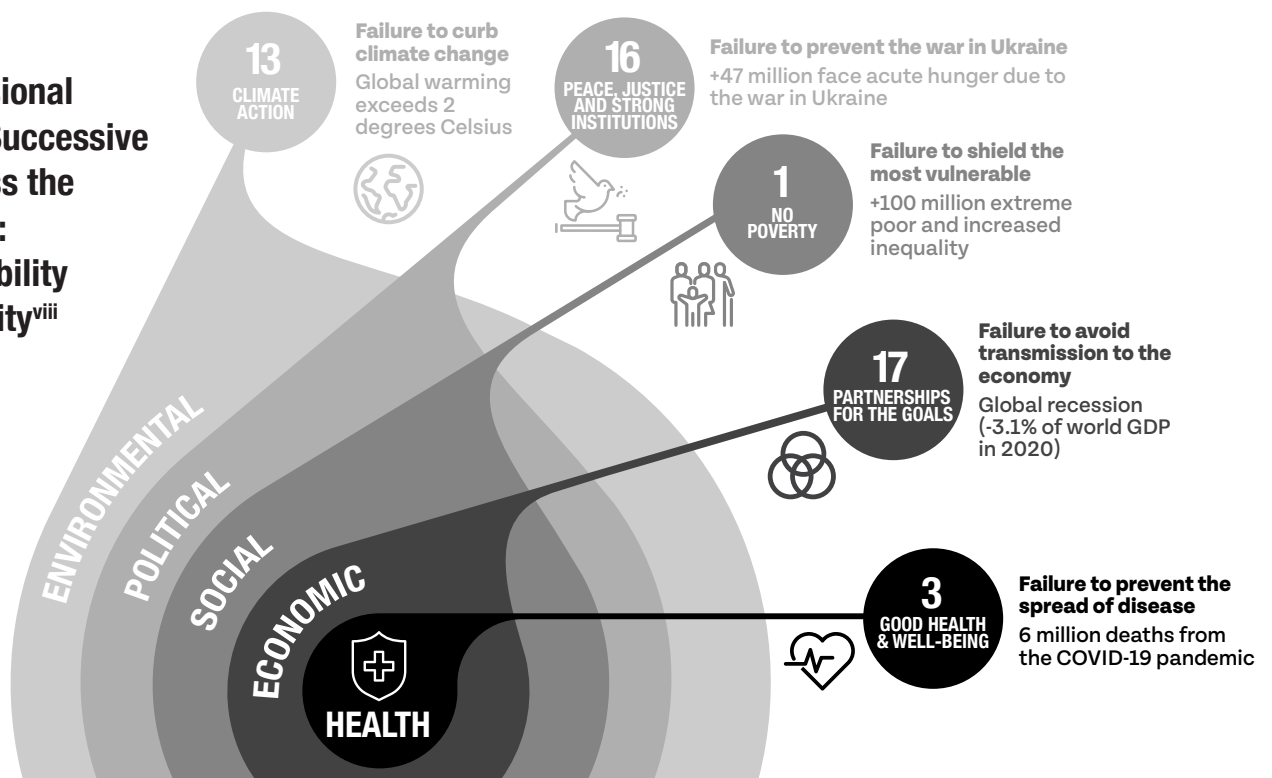 sional
Successive
ss the
:
bility
ity^viii
13
CLIMATE
ACTION
Failure to curb
climate change
Global warming
exceeds 2
degrees Celsius
16
PEACE, JUSTICE
AND STRONG
INSTITUTIONS
Failure to prevent the war in Ukraine
+47 million face acute hunger due to
the war in Ukraine
1
NO
POVERTY
Failure to shield the
most vulnerable
+100 million extreme
poor and increased
inequality
17
PARTNERSHIPS
FOR THE GOALS
Failure to avoid
transmission to the
economy
Global recession
(-3.1% of world GDP
in 2020)
3
GOOD HEALTH
& WELL-BEING
Failure to prevent the
spread of disease
6 million deaths from
the COVID-19 pandemic
ENVIRONMENTAL
POLITICAL
SOCIAL
ECONOMIC
HEALTH